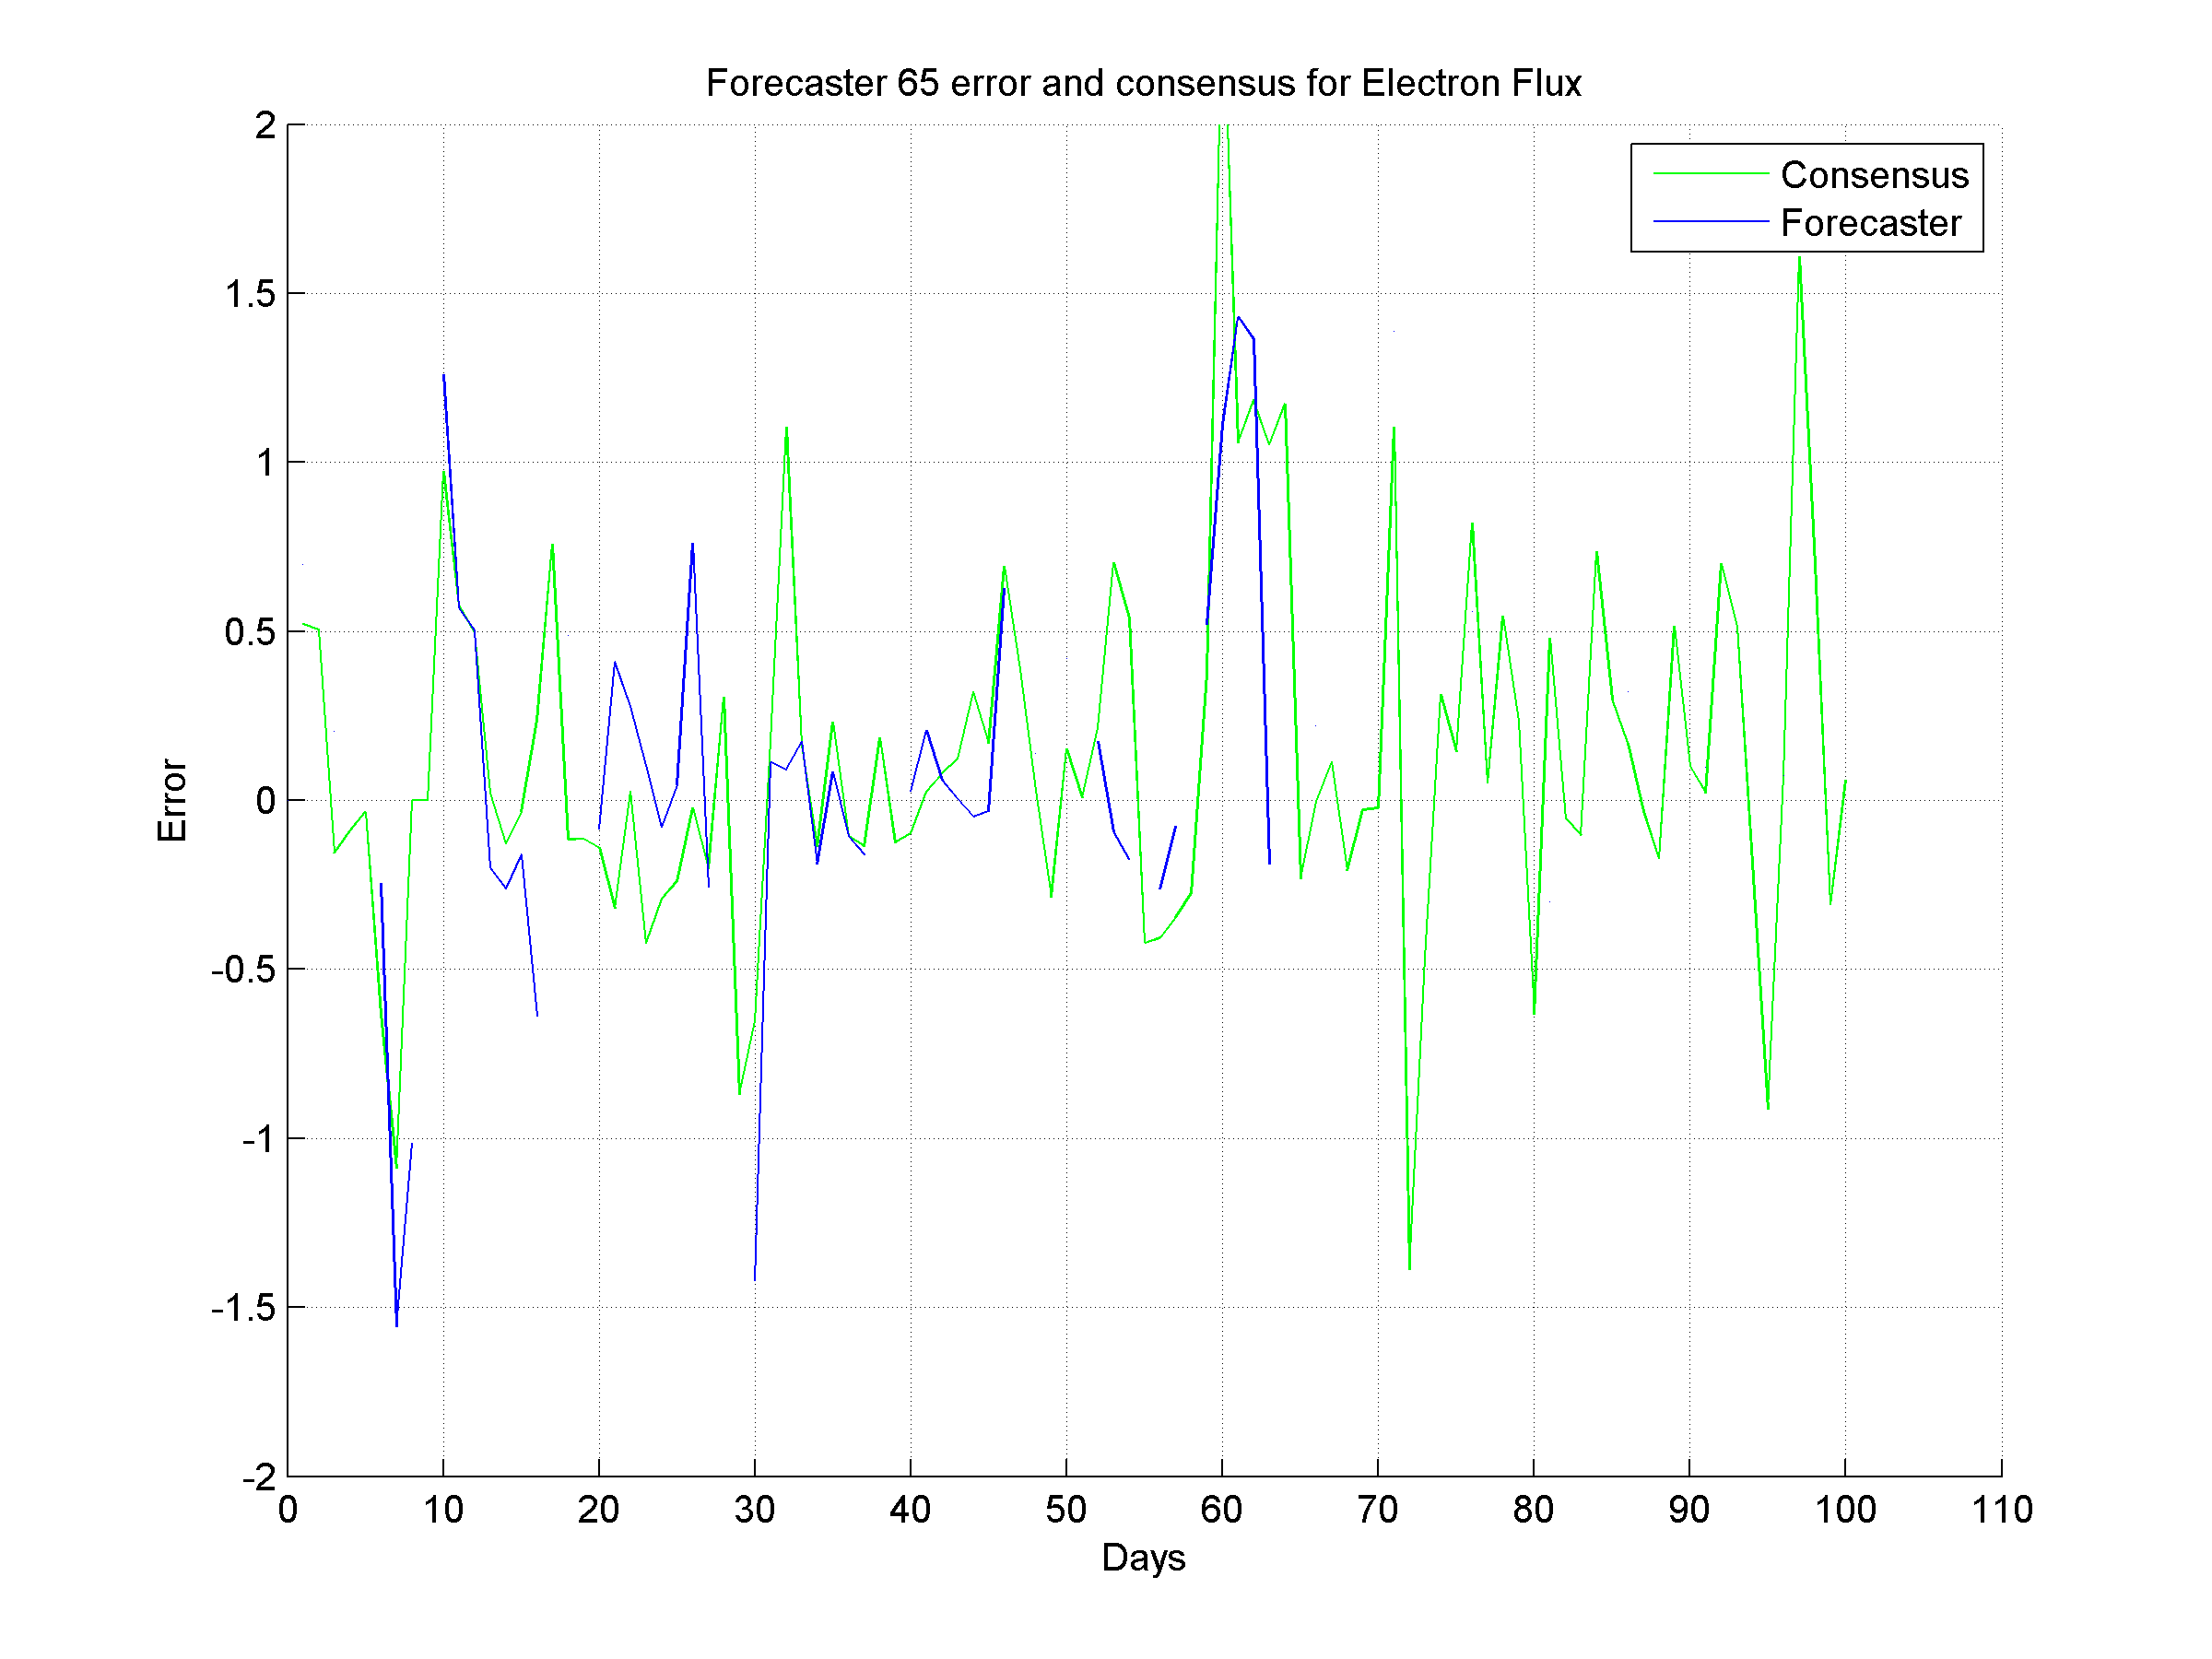 Forecaster 65 error and consensus for Electron Flux
2
1.5
1
0.5
0
-0.5
-1
-1.5
-2
Error
Consensus
Forecaster
0 10 20 30 40 50 60 70 80 90 100 110
Days